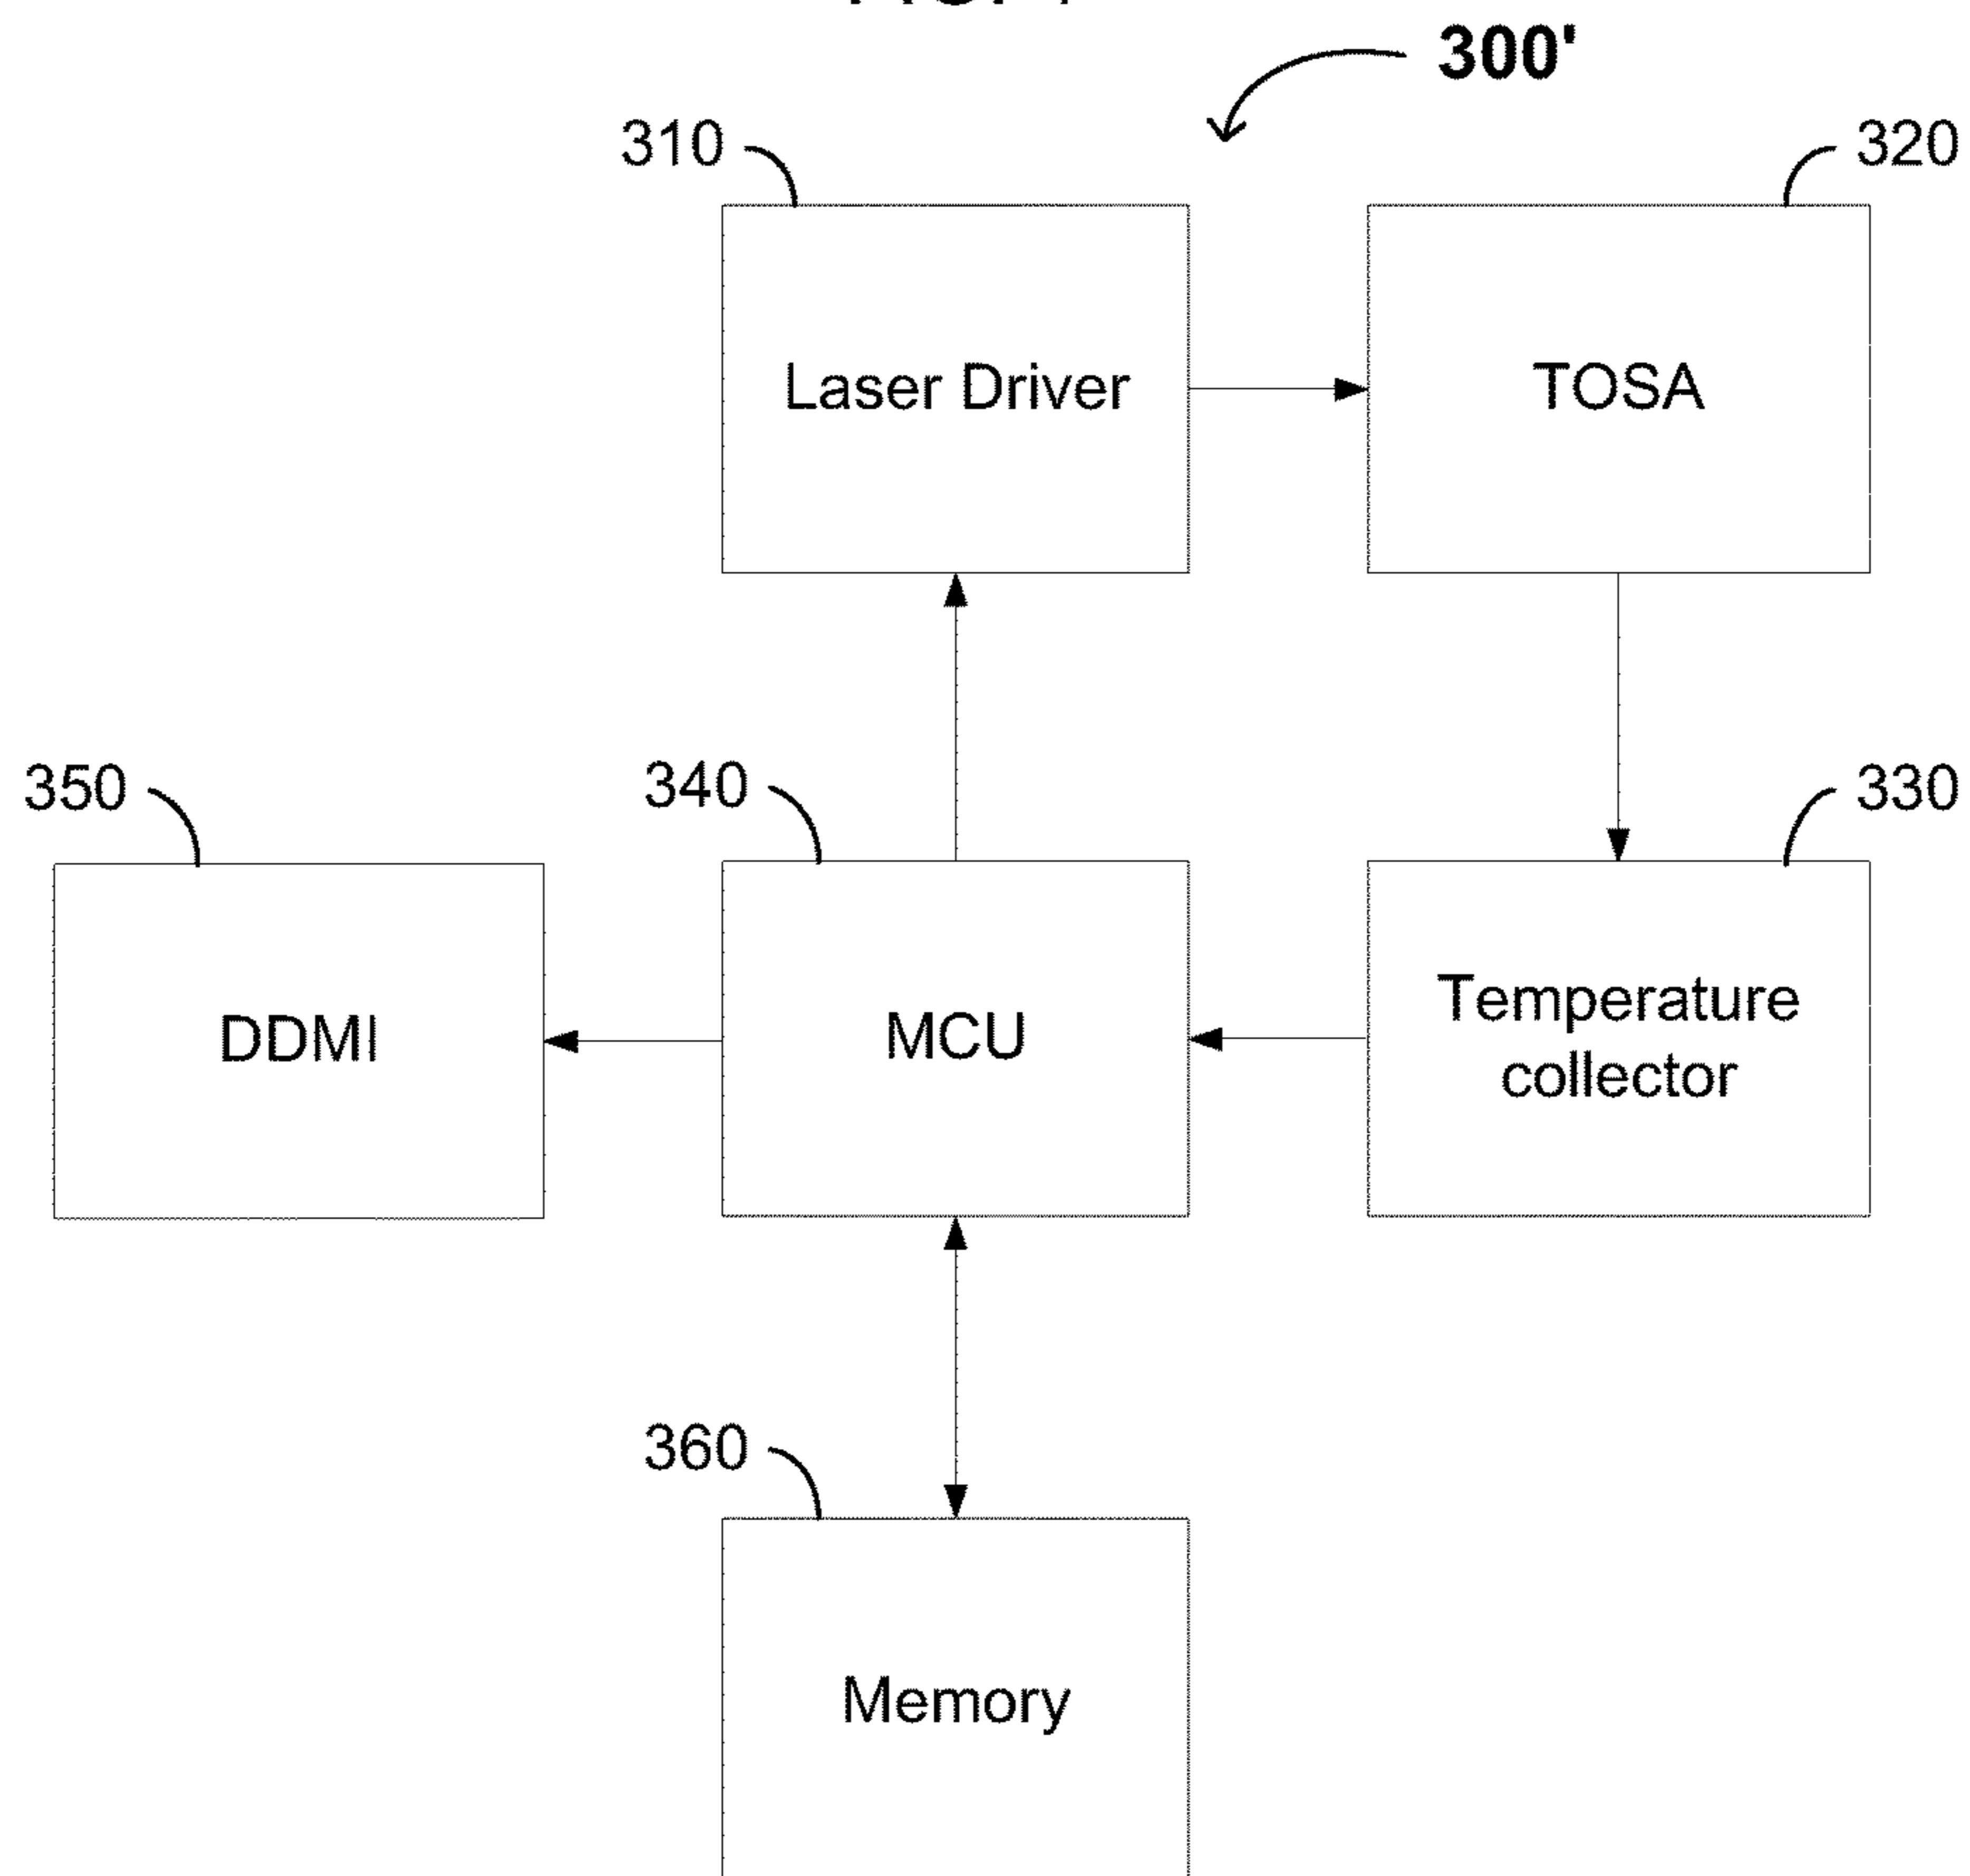 300'
310
320
Laser Driver
TOSA
350
340
330
DDMI
MCU
Temperature
collector
360
Memory